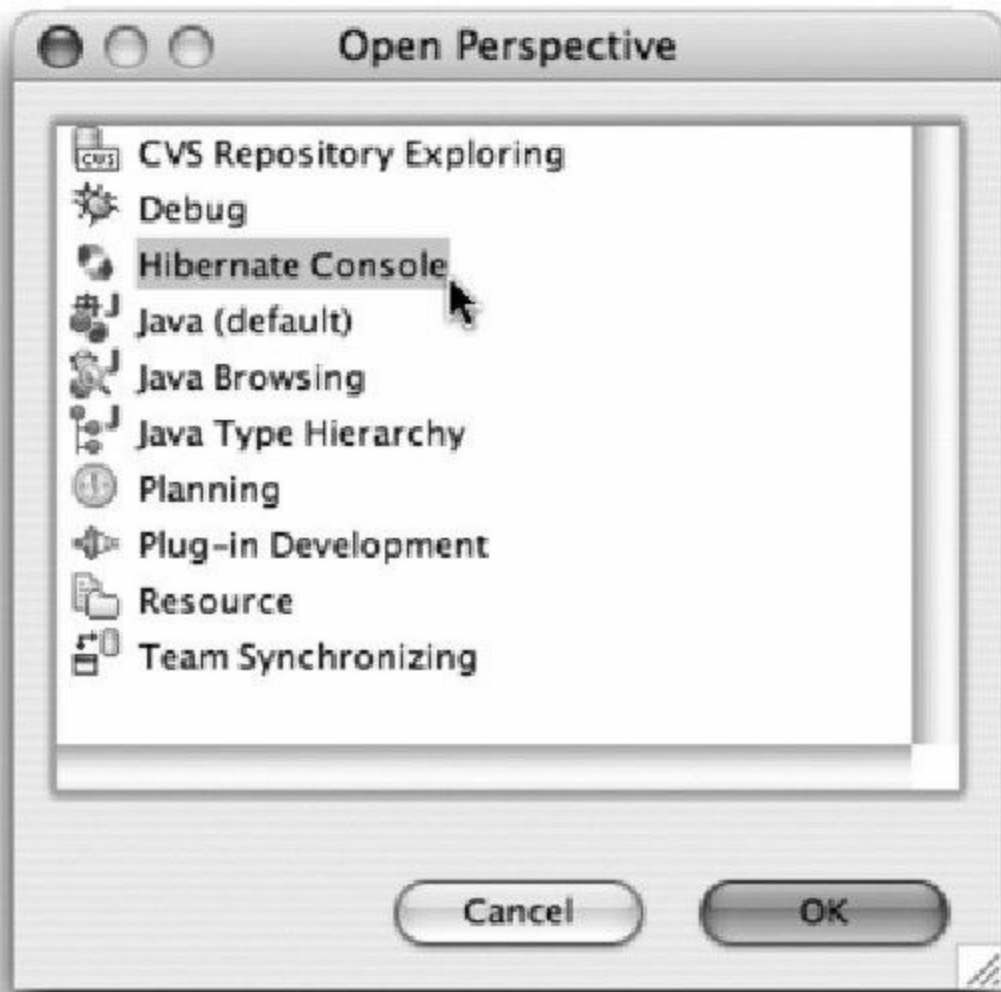 Open Perspective
CVS Repository Exploring
Debug
Hibernate Console
Java (default)
Java Browsing
Java Type Hierarchy
Planning
Plug-in Development
Resource
Team Synchronizing
Cancel OK